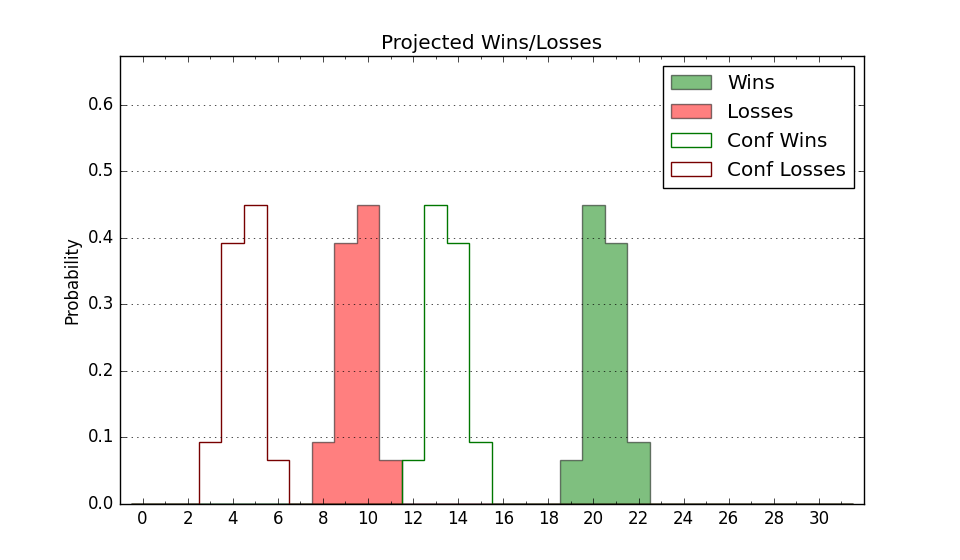 Projected Wins/Losses
Wins
Losses
Conf Wins
Conf Losses
Probability
0.6
0.5
0.4
0.3
0.2
0.1
0.0
0 2 4 6 8 10 12 14 16 18 20 22 24 26 28 30